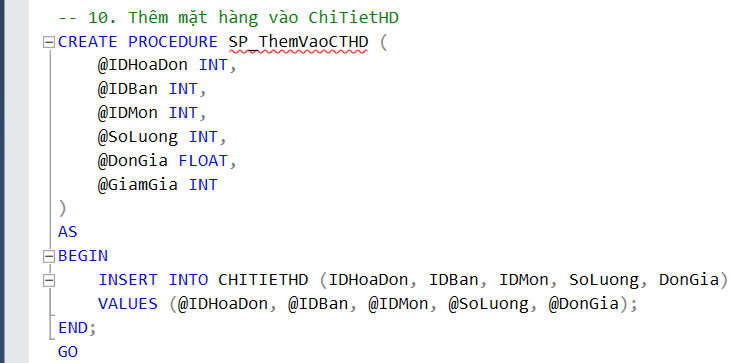 -- 10. Thêm mặt hàng vào ChiTietHD
CREATE PROCEDURE SP_ThemVaoCTHD (
    @IDHoaDon INT,
    @IDBan INT,
    @IDMon INT,
    @SoLuong INT,
    @DonGia FLOAT,
    @GiamGia INT
)
AS
BEGIN
    INSERT INTO CHITIETHD (IDHoaDon, IDBan, IDMon, SoLuong, DonGia)
    VALUES (@IDHoaDon, @IDBan, @IDMon, @SoLuong, @DonGia);
END;
GO